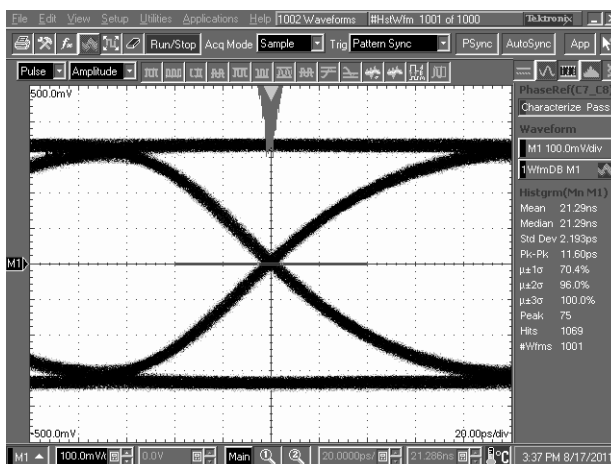 File Edit View Setup Utilities Applications Help 1002 Waveforms #HstWfm 1001 of 1000 Tektronix
Run/Stop Acq Mode Sample Trig Pattern Sync PSync AutoSync App
Pulse Amplitude
500.0mV
PhaseRef(C7_C8)
Characterize Pass
Waveform
M1 100.0mV/div
1 WfmDB M1
Histgrm(Mn M1)
Mean 21.29ns
Median 21.29ns
Std Dev 2.193ps
Pk-Pk 11.60ps
µ±1σ 70.4%
µ±2σ 96.0%
µ±3σ 100.0%
Peak 75
Hits 1069
#Wfms 1001
M1
-500.0mV 20.00ps/div
M1 100.0mV/ 0.0V Main 1 2 20.0000ps/ 21.286ns °C 3:37 PM 8/17/2011